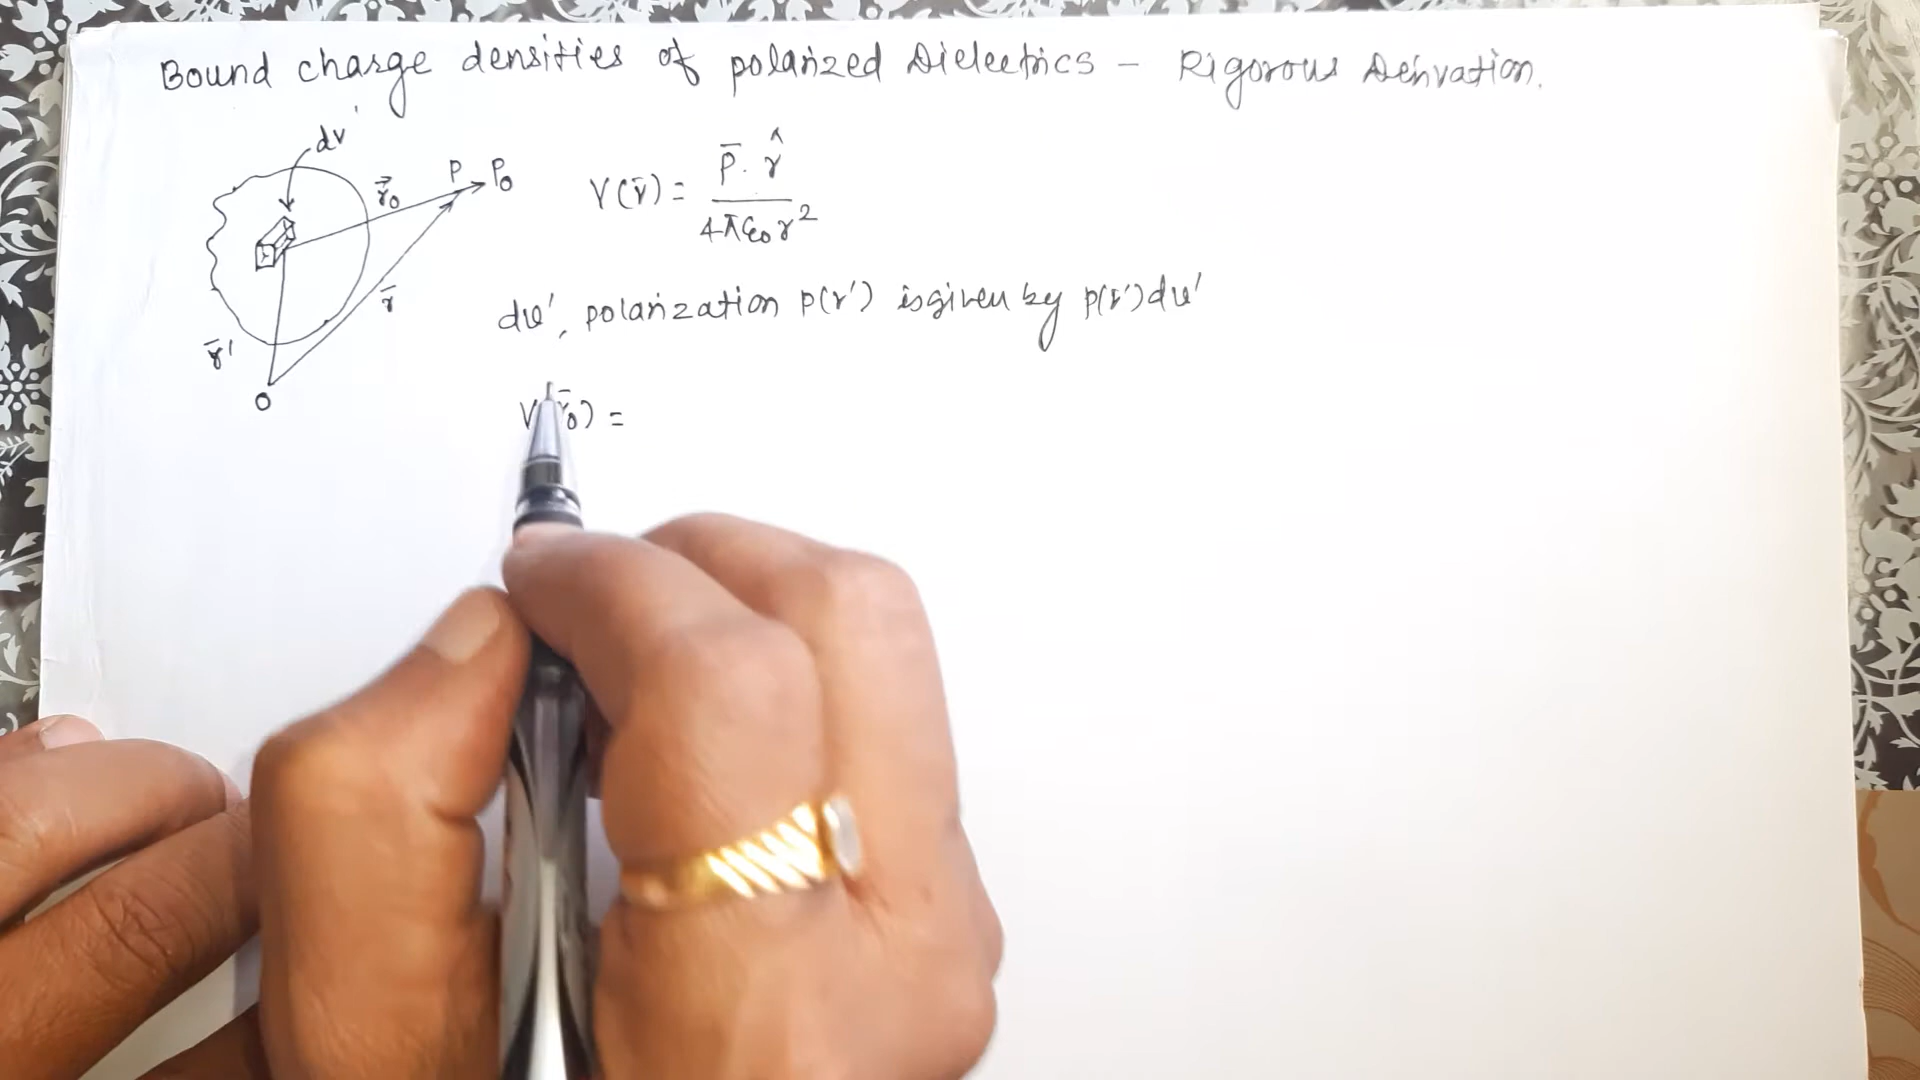 Bound charge densities of polarized Dielectrics - Rigorous Derivation.
dv'
P P₀
r⃗₀
V(r̄) = p̄ · r̂ / 4πε₀r²
r̄
dv', polarization p(r') is given by p(r')dv'
r̄'
O
V(r̄₀) =